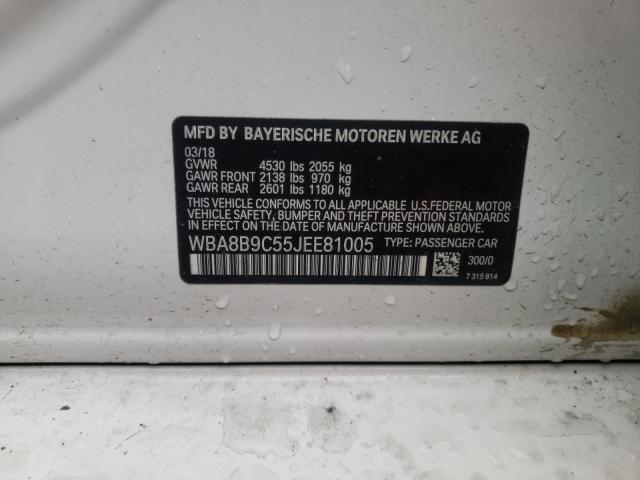 MFD BY BAYERISCHE MOTOREN WERKE AG
03/18
GVWR 4530 lbs 2055 kg
GAWR FRONT 2138 lbs 970 kg
GAWR REAR 2601 lbs 1180 kg
THIS VEHICLE CONFORMS TO ALL APPLICABLE U.S.FEDERAL MOTOR
VEHICLE SAFETY, BUMPER AND THEFT PREVENTION STANDARDS
IN EFFECT ON THE DATE OF MANUFACTURE SHOWN ABOVE.
WBA8B9C55JEE81005 TYPE: PASSENGER CAR
300/0
7 315 814